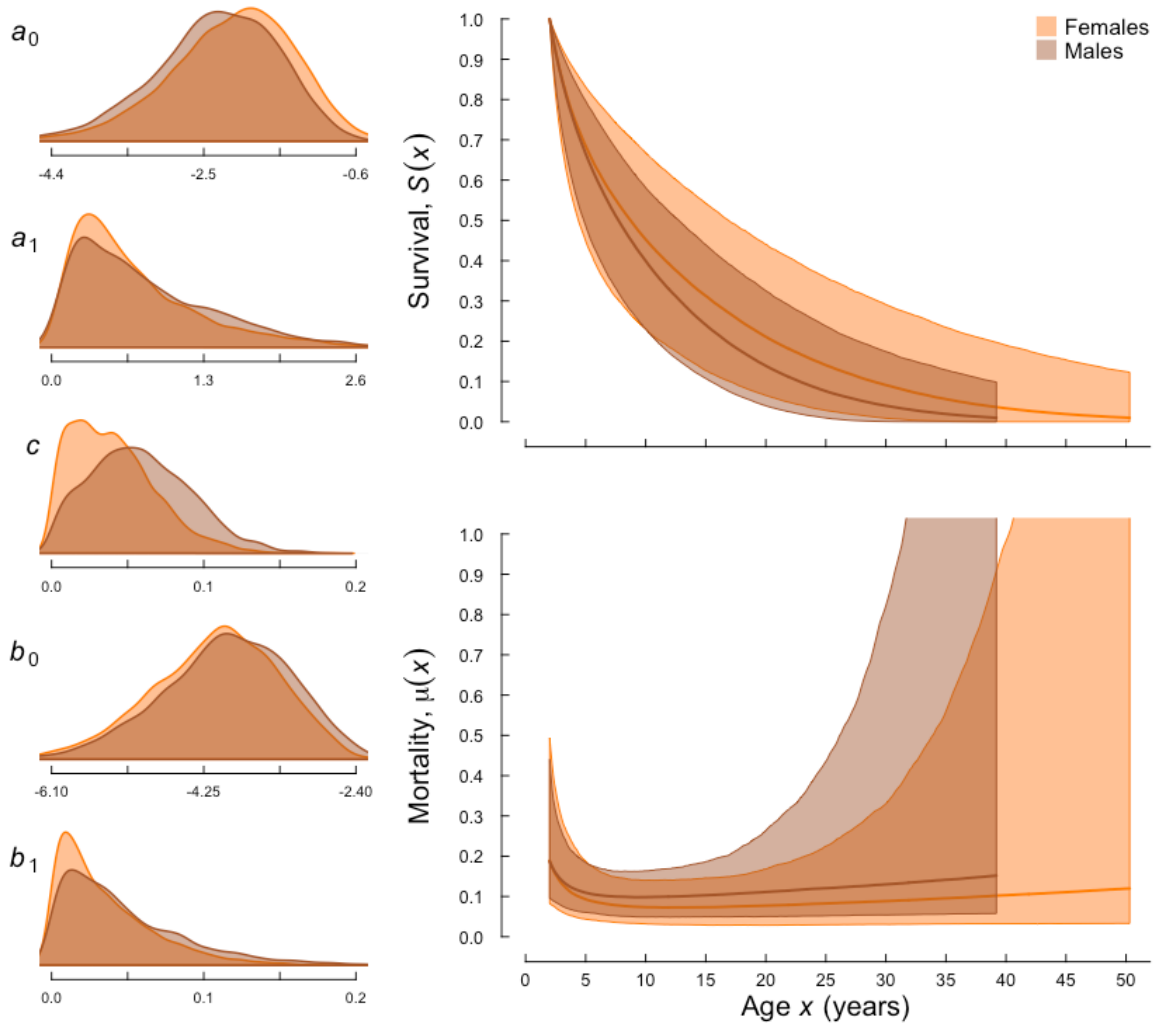 a0
-4.4 -2.5 -0.6
a1
0.0 1.3 2.6
c
0.0 0.1 0.2
b0
-6.10 -4.25 -2.40
b1
0.0 0.1 0.2
Females
Males
Survival, S(x)
1.0
0.9
0.8
0.7
0.6
0.5
0.4
0.3
0.2
0.1
0.0
Mortality, μ(x)
1.0
0.9
0.8
0.7
0.6
0.5
0.4
0.3
0.2
0.1
0.0
0 5 10 15 20 25 30 35 40 45 50
Age x (years)